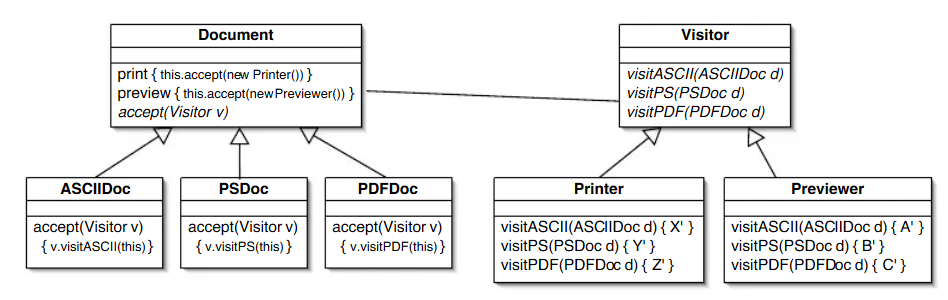 Document
print { this.accept(new Printer()) }
preview { this.accept(newPreviewer()) }
accept(Visitor v)
Visitor
visitASCII(ASCIIDoc d)
visitPS(PSDoc d)
visitPDF(PDFDoc d)
ASCIIDoc
accept(Visitor v)
{ v.visitASCII(this) }
PSDoc
accept(Visitor v)
{ v.visitPS(this) }
PDFDoc
accept(Visitor v)
{ v.visitPDF(this) }
Printer
visitASCII(ASCIIDoc d) { X' }
visitPS(PSDoc d) { Y' }
visitPDF(PDFDoc d) { Z' }
Previewer
visitASCII(ASCIIDoc d) { A' }
visitPS(PSDoc d) { B' }
visitPDF(PDFDoc d) { C' }